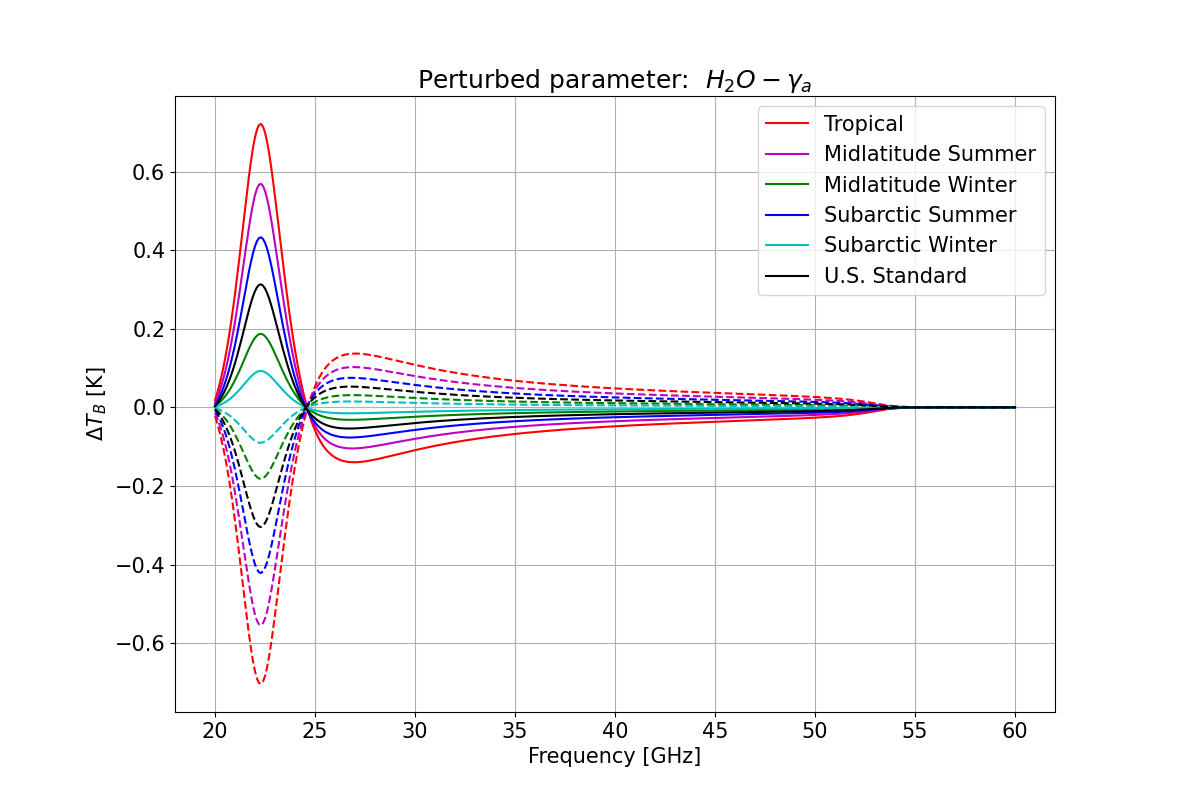 Perturbed parameter: H₂O − γₐ
Tropical
Midlatitude Summer
Midlatitude Winter
Subarctic Summer
Subarctic Winter
U.S. Standard
ΔT_B [K]
0.6
0.4
0.2
0.0
−0.2
−0.4
−0.6
20 25 30 35 40 45 50 55 60
Frequency [GHz]